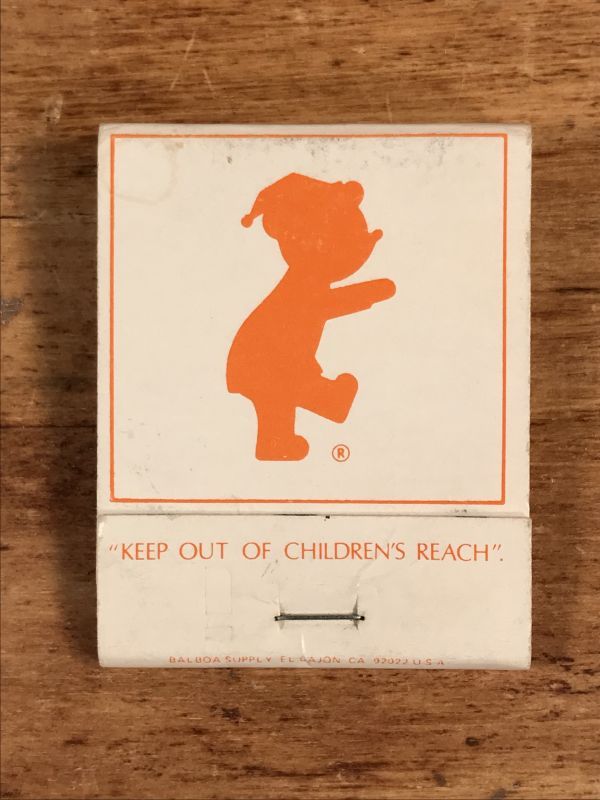 ®
"KEEP OUT OF CHILDREN'S REACH".
BALBOA SUPPLY EL CAJON CA 92022 U S A